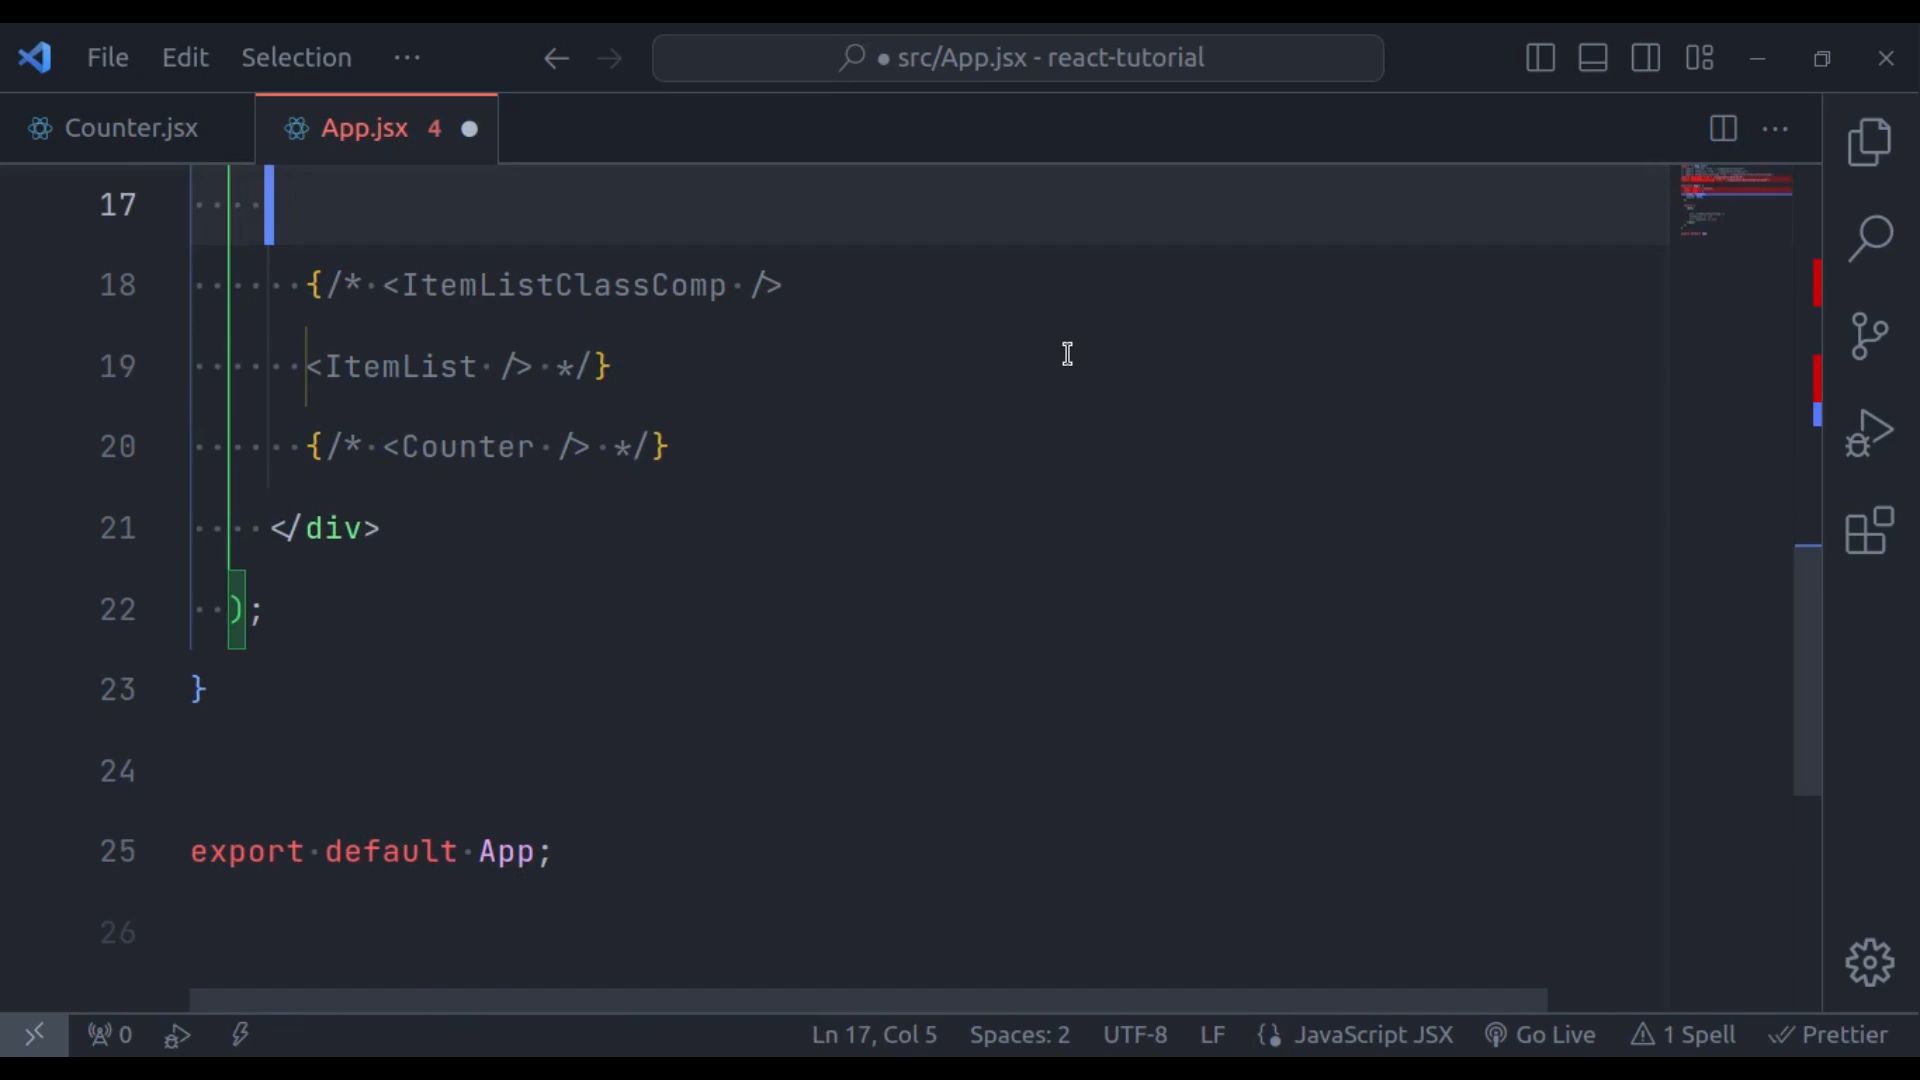 File Edit Selection ···
● src/App.jsx - react-tutorial
Counter.jsx
App.jsx 4 ●
17
18 {/* <ItemListClassComp />
19 <ItemList /> */}
20 {/* <Counter /> */}
21 </div>
22 );
23 }
24
25 export default App;
26
0
Ln 17, Col 5 Spaces: 2 UTF-8 LF JavaScript JSX Go Live 1 Spell Prettier